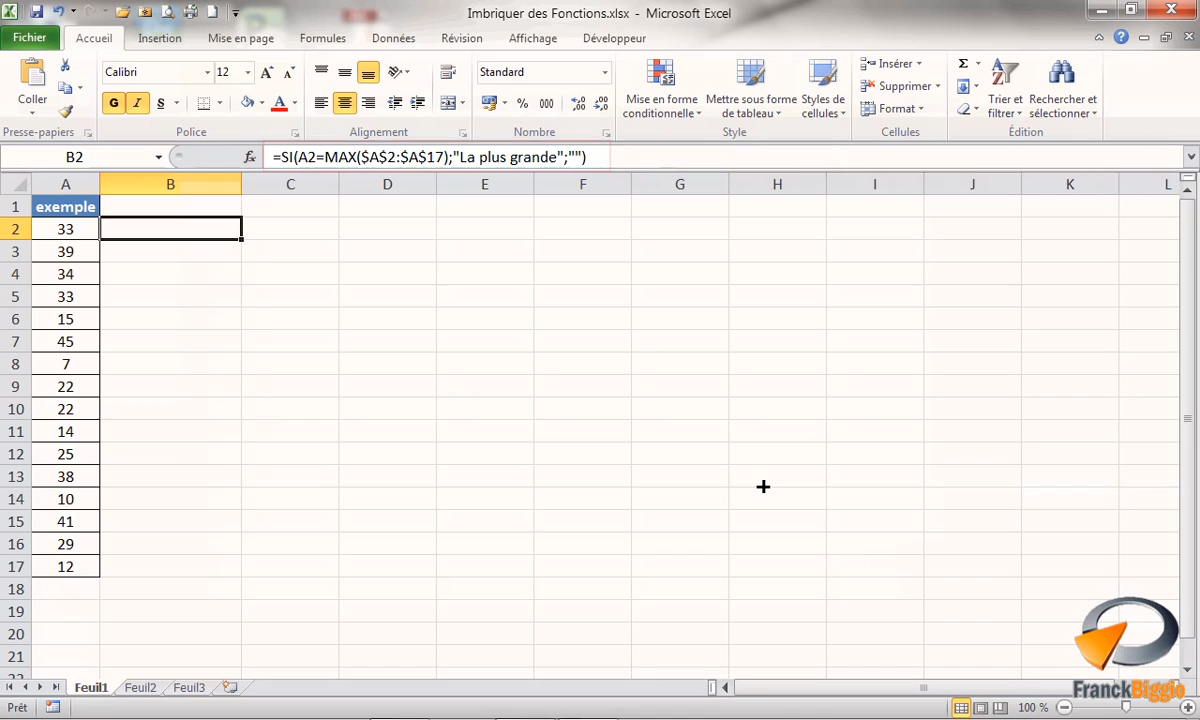 Imbriquer des Fonctions.xlsx - Microsoft Excel
Fichier Accueil Insertion Mise en page Formules Données Révision Affichage Développeur
Coller
Calibri 12
G I S
Standard
% 000
Mise en forme conditionnelle
Mettre sous forme de tableau
Styles de cellules
Insérer
Supprimer
Format
Trier et filtrer
Rechercher et sélectionner
Presse-papiers Police Alignement Nombre Style Cellules Édition
B2 fx =SI(A2=MAX($A$2:$A$17);"La plus grande";"")
A B C D E F G H I J K L
1 exemple
2 33
3 39
4 34
5 33
6 15
7 45
8 7
9 22
10 22
11 14
12 25
13 38
14 10
15 41
16 29
17 12
18
19
20
21
Feuil1 Feuil2 Feuil3
FranckBiggio
Prêt 100 %